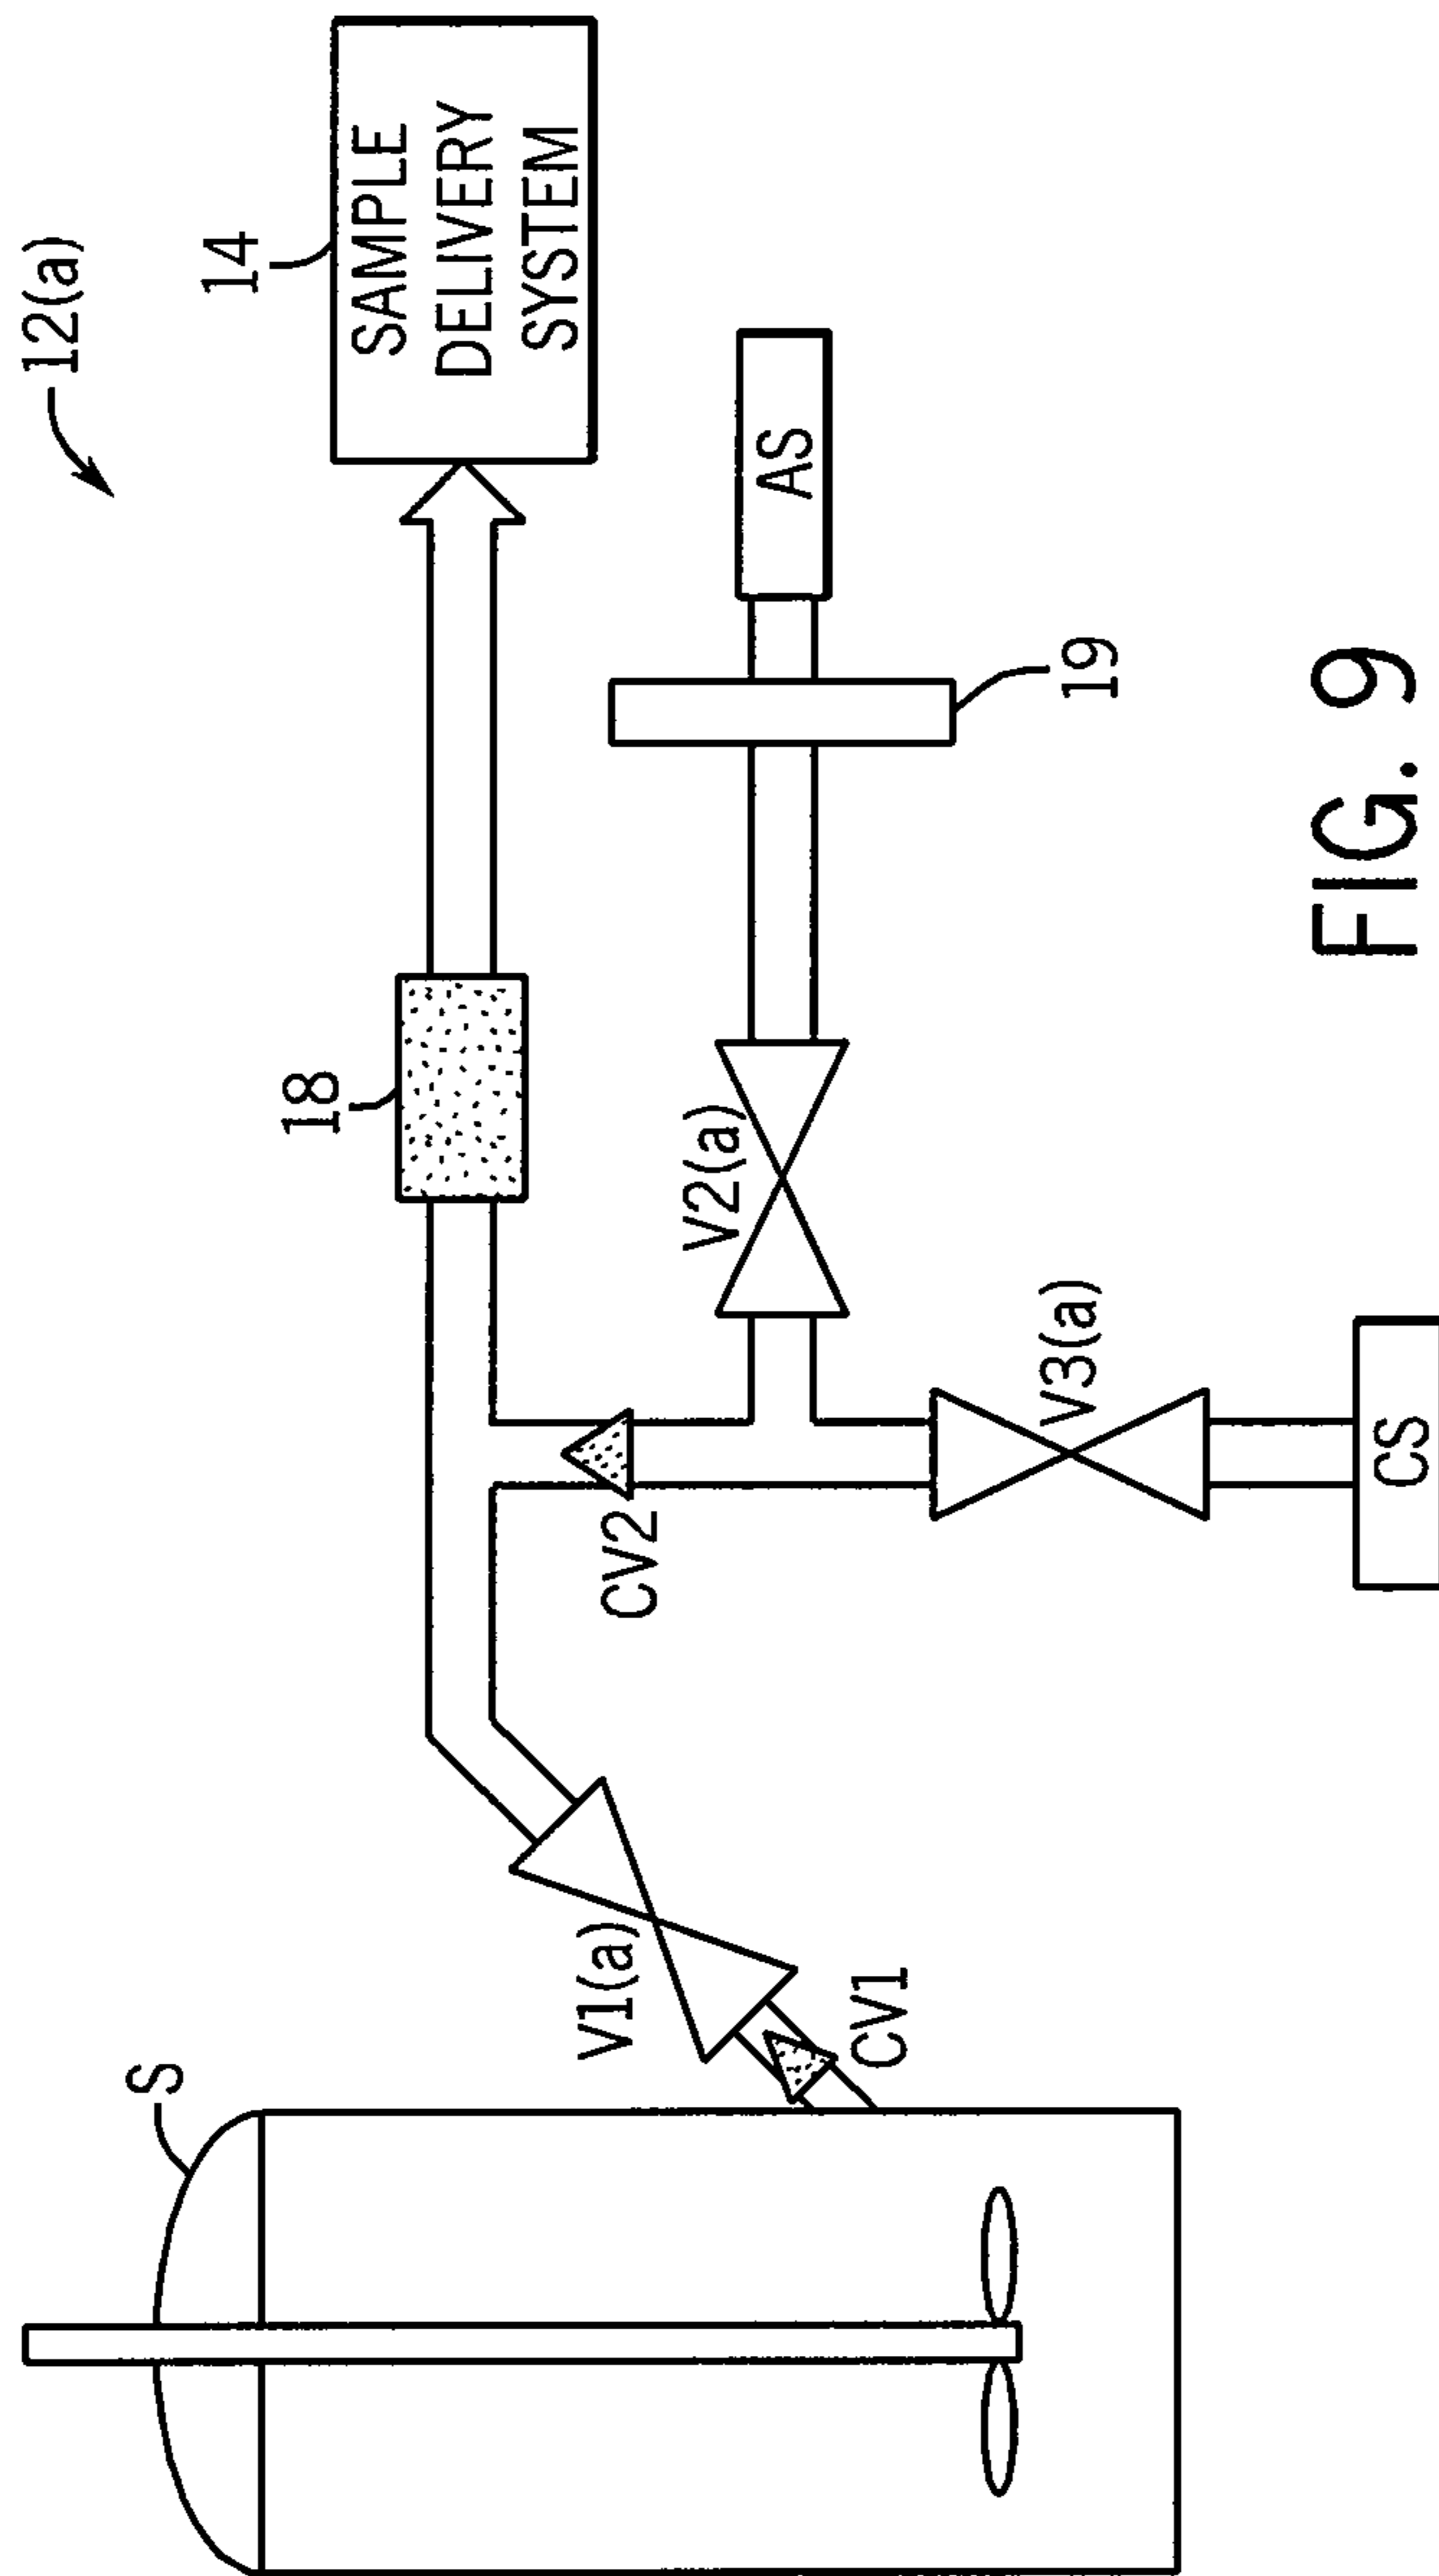 12(a)
14
SAMPLE
DELIVERY
SYSTEM
18
S
V1(a)
CV1
CV2
V2(a)
AS
19
V3(a)
CS
FIG. 9